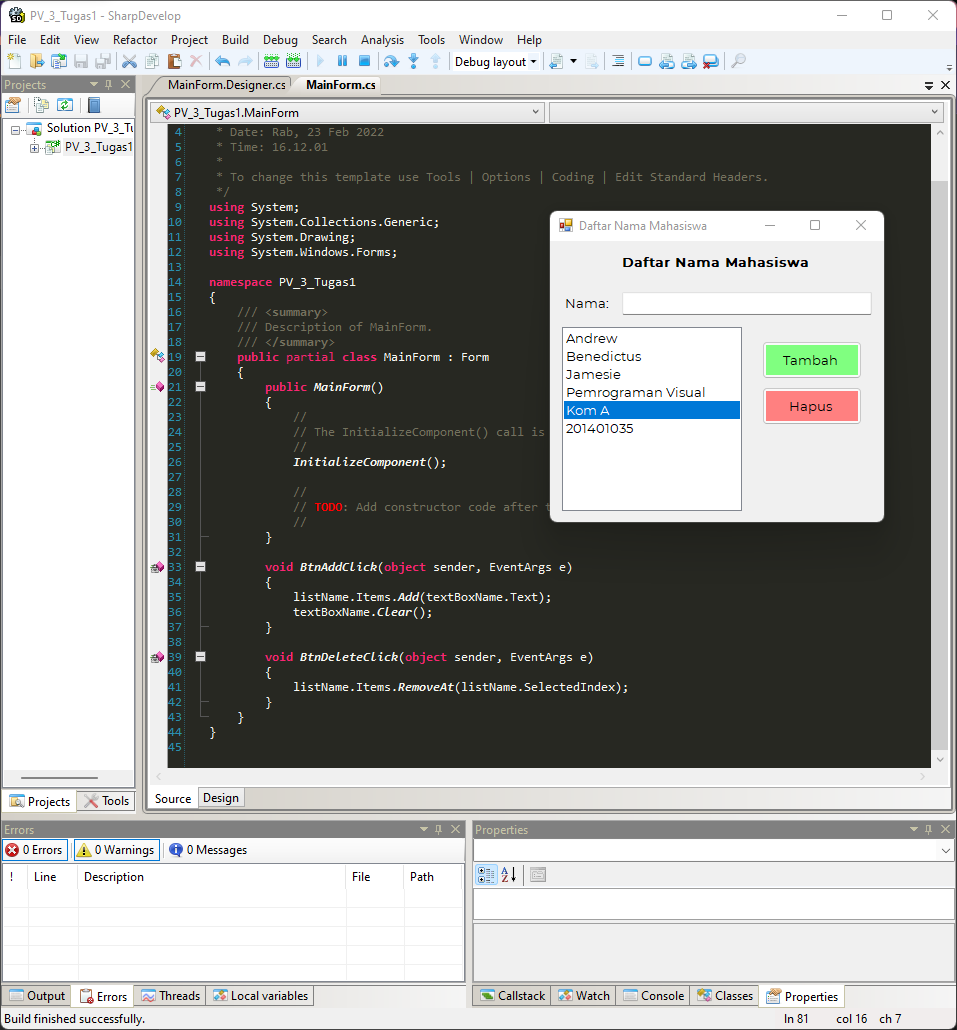 PV_3_Tugas1 - SharpDevelop
File Edit View Refactor Project Build Debug Search Analysis Tools Window Help
Debug layout
Projects
Solution PV_3_Tu
PV_3_Tugas1
MainForm.Designer.cs MainForm.cs
PV_3_Tugas1.MainForm
4 * Date: Rab, 23 Feb 2022
5 * Time: 16.12.01
6 *
7 * To change this template use Tools | Options | Coding | Edit Standard Headers.
8 */
9 using System;
10 using System.Collections.Generic;
11 using System.Drawing;
12 using System.Windows.Forms;
13
14 namespace PV_3_Tugas1
15 {
16 /// <summary>
17 /// Description of MainForm.
18 /// </summary>
19 public partial class MainForm : Form
20 {
21 public MainForm()
22 {
23 //
24 // The InitializeComponent() call is
25 //
26 InitializeComponent();
27
28 //
29 // TODO: Add constructor code after t
30 //
31 }
32
33 void BtnAddClick(object sender, EventArgs e)
34 {
35 listName.Items.Add(textBoxName.Text);
36 textBoxName.Clear();
37 }
38
39 void BtnDeleteClick(object sender, EventArgs e)
40 {
41 listName.Items.RemoveAt(listName.SelectedIndex);
42 }
43 }
44 }
45
Daftar Nama Mahasiswa
Daftar Nama Mahasiswa
Nama:
Andrew
Benedictus
Jamesie
Pemrograman Visual
Kom A
201401035
Tambah
Hapus
Projects Tools
Source Design
Errors
0 Errors 0 Warnings 0 Messages
! Line Description File Path
Output Errors Threads Local variables
Properties
Callstack Watch Console Classes Properties
Build finished successfully.
ln 81 col 16 ch 7